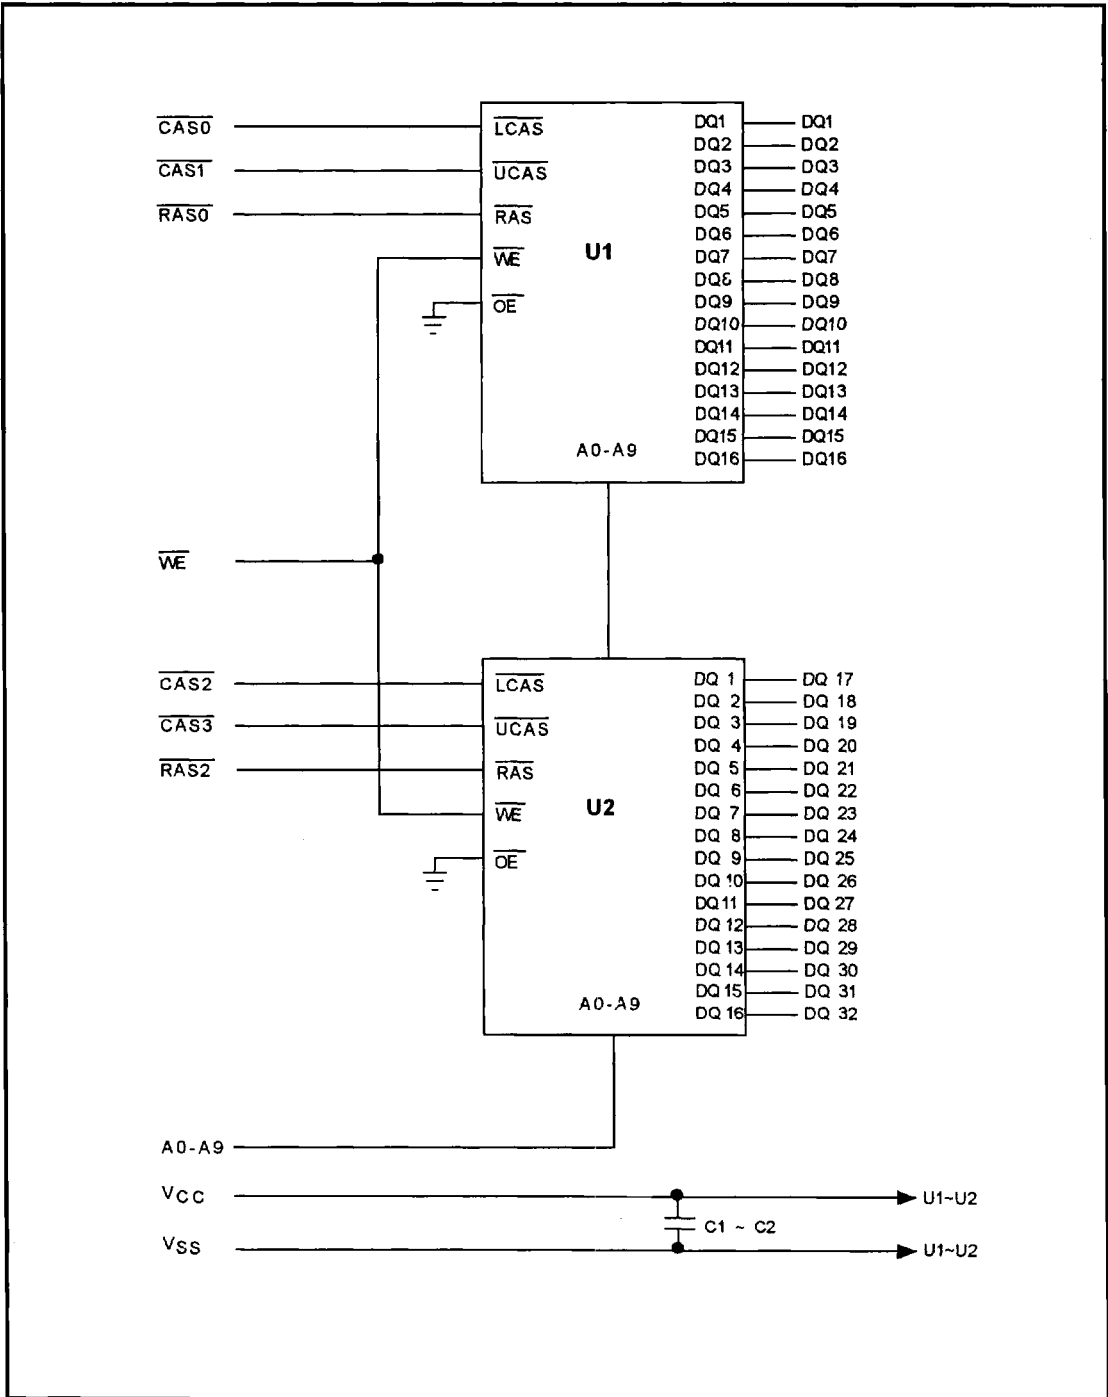 CAS0 LCAS DQ1 DQ1
DQ2 DQ2
CAS1 UCAS DQ3 DQ3
DQ4 DQ4
RAS0 RAS DQ5 DQ5
DQ6 DQ6
WE U1 DQ7 DQ7
DQ8 DQ8
OE DQ9 DQ9
DQ10 DQ10
DQ11 DQ11
DQ12 DQ12
DQ13 DQ13
DQ14 DQ14
DQ15 DQ15
A0-A9 DQ16 DQ16
WE
CAS2 LCAS DQ 1 DQ 17
DQ 2 DQ 18
CAS3 UCAS DQ 3 DQ 19
DQ 4 DQ 20
RAS2 RAS DQ 5 DQ 21
DQ 6 DQ 22
WE U2 DQ 7 DQ 23
DQ 8 DQ 24
OE DQ 9 DQ 25
DQ 10 DQ 26
DQ 11 DQ 27
DQ 12 DQ 28
DQ 13 DQ 29
DQ 14 DQ 30
A0-A9 DQ 15 DQ 31
DQ 16 DQ 32
A0-A9
VCC U1~U2
C1 ~ C2
VSS U1~U2